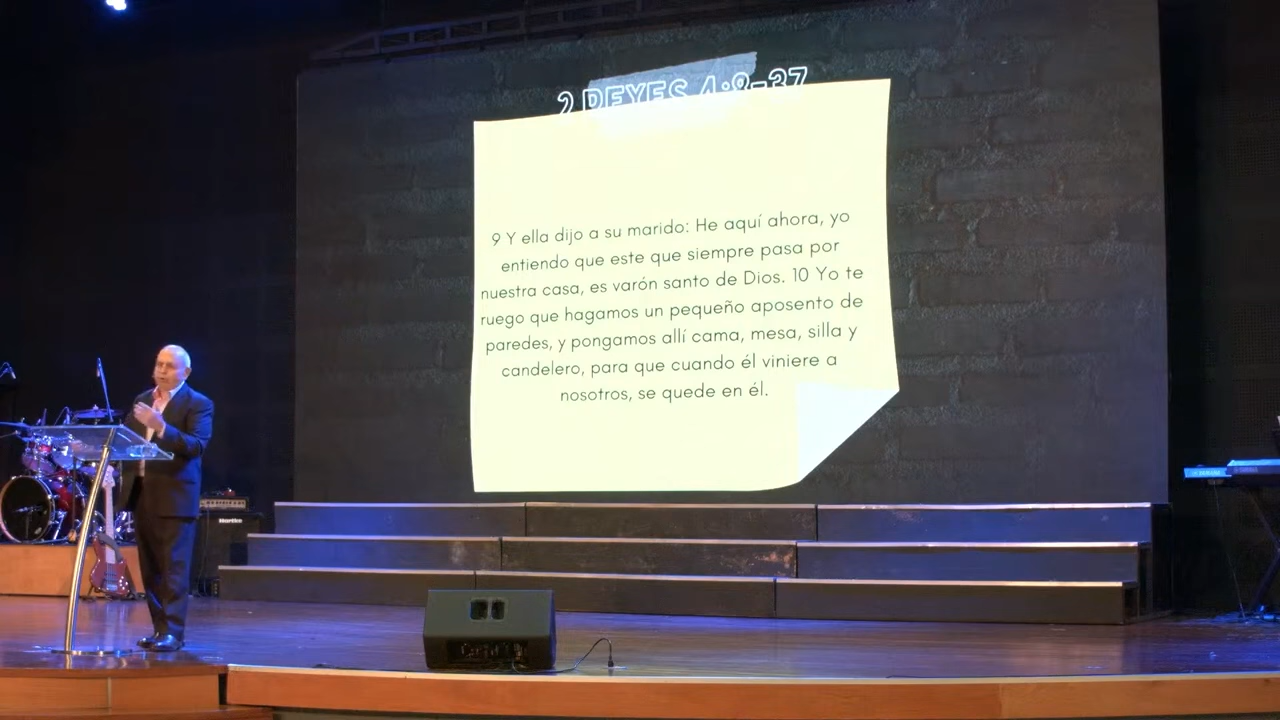 2 REYES 4:8-37
9 Y ella dijo a su marido: He aquí ahora, yo
entiendo que este que siempre pasa por
nuestra casa, es varón santo de Dios. 10 Yo te
ruego que hagamos un pequeño aposento de
paredes, y pongamos allí cama, mesa, silla y
candelero, para que cuando él viniere a
nosotros, se quede en él.
Hartke